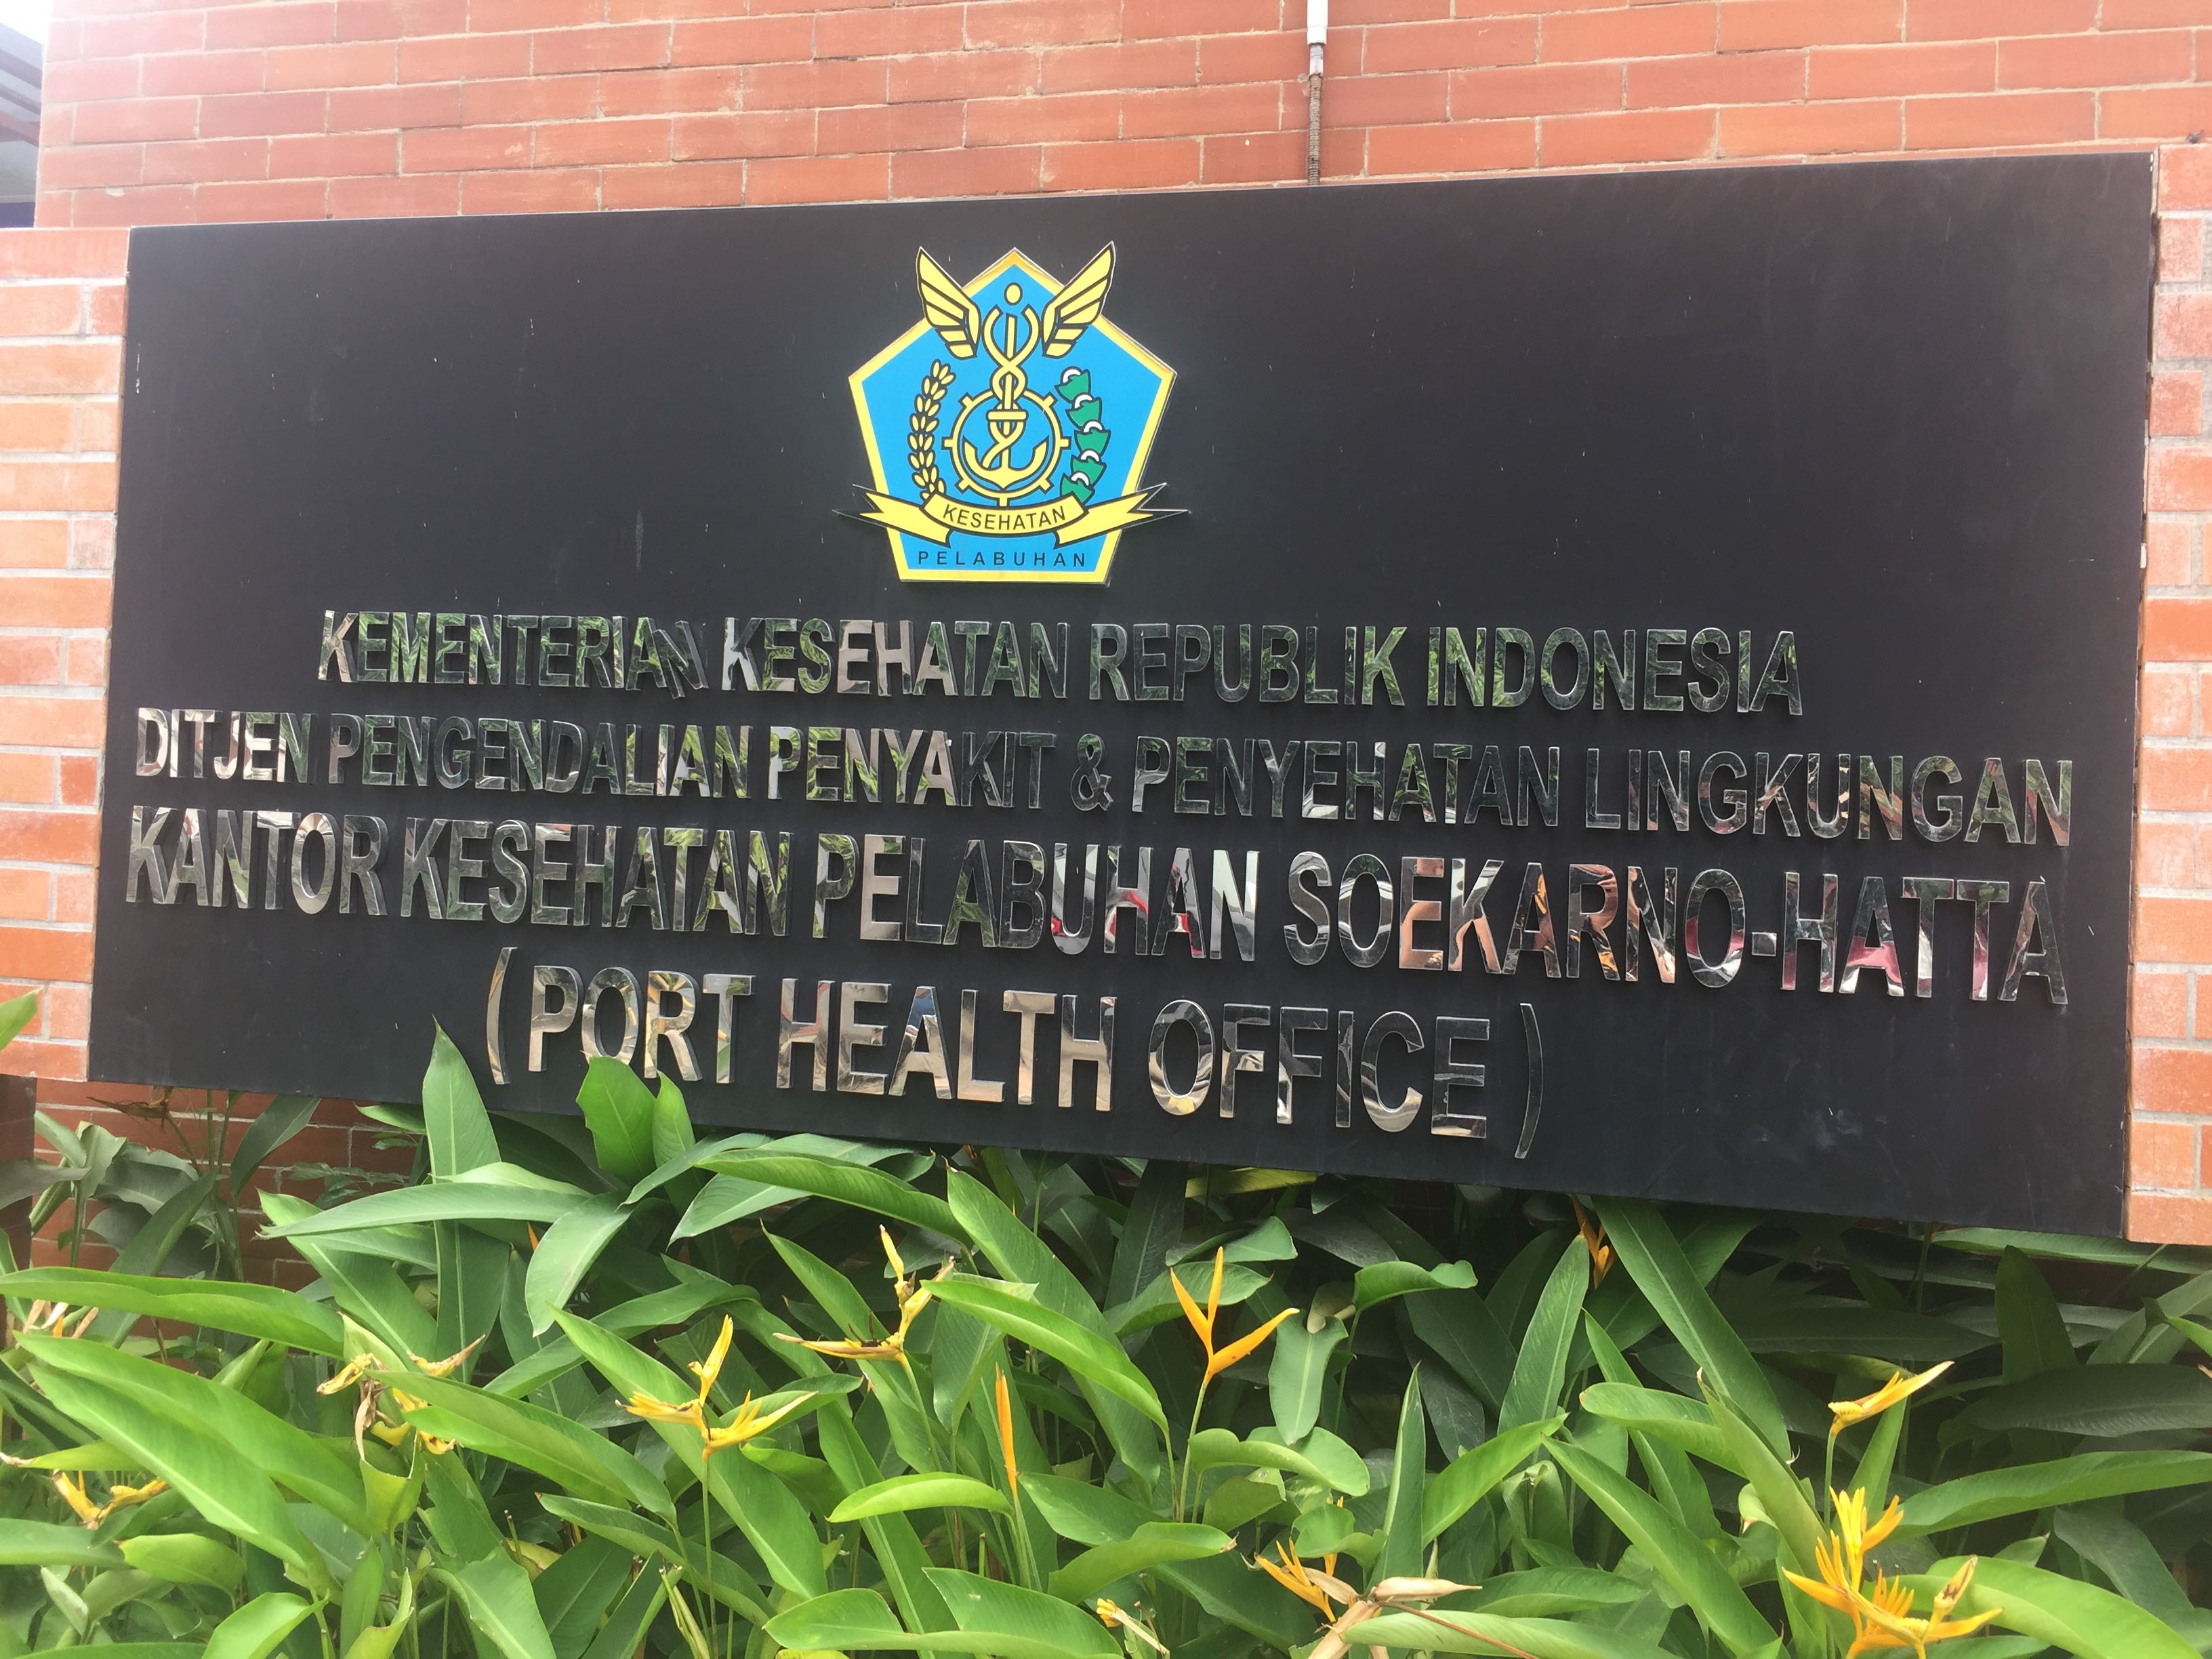 KESEHATAN
PELABUHAN
KEMENTERIAN KESEHATAN REPUBLIK INDONESIA
DITJEN PENGENDALIAN PENYAKIT & PENYEHATAN LINGKUNGAN
KANTOR KESEHATAN PELABUHAN SOEKARNO-HATTA
( PORT HEALTH OFFICE )